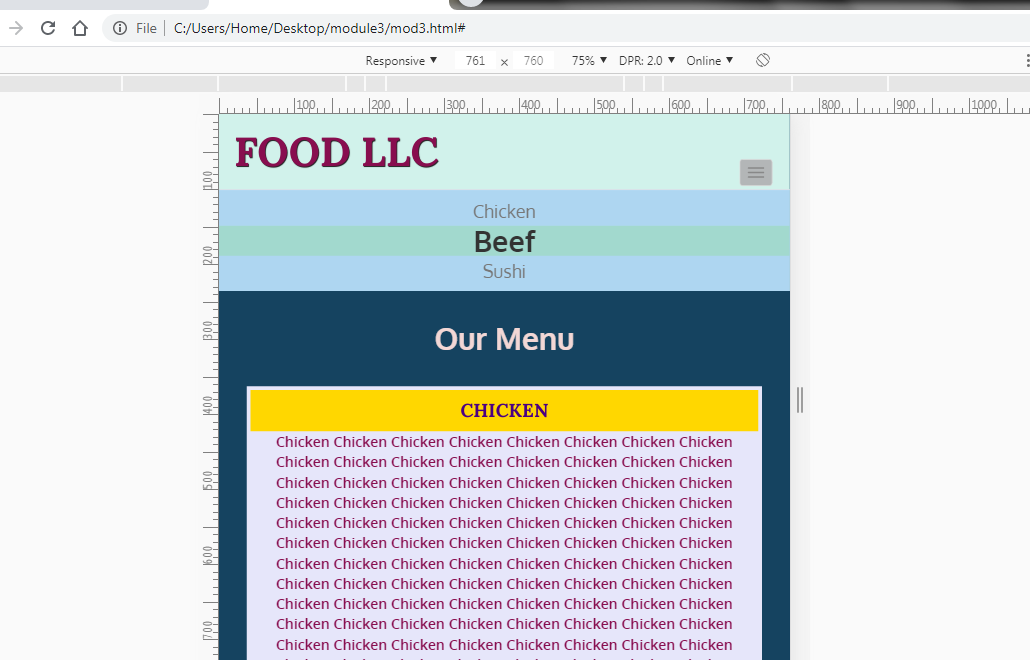 File | C:/Users/Home/Desktop/module3/mod3.html#
Responsive ▼ 761 × 760 75% ▼ DPR: 2.0 ▼ Online ▼
100 200 300 400 500 600 700 800 900 1000
100
200
300
400
500
600
700
FOOD LLC
Chicken
Beef
Sushi
Our Menu
CHICKEN
Chicken Chicken Chicken Chicken Chicken Chicken Chicken Chicken
Chicken Chicken Chicken Chicken Chicken Chicken Chicken Chicken
Chicken Chicken Chicken Chicken Chicken Chicken Chicken Chicken
Chicken Chicken Chicken Chicken Chicken Chicken Chicken Chicken
Chicken Chicken Chicken Chicken Chicken Chicken Chicken Chicken
Chicken Chicken Chicken Chicken Chicken Chicken Chicken Chicken
Chicken Chicken Chicken Chicken Chicken Chicken Chicken Chicken
Chicken Chicken Chicken Chicken Chicken Chicken Chicken Chicken
Chicken Chicken Chicken Chicken Chicken Chicken Chicken Chicken
Chicken Chicken Chicken Chicken Chicken Chicken Chicken Chicken
Chicken Chicken Chicken Chicken Chicken Chicken Chicken Chicken